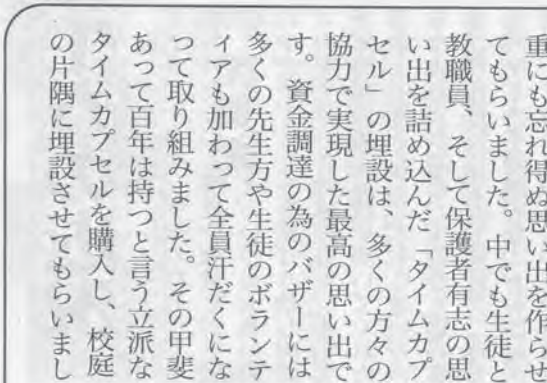 重にも忘れ得ぬ思い出を作らせ
てもらいました。中でも生徒と
教職員、そして保護者有志の思
い出を詰め込んだ「タイムカプ
セル」の埋設は、多くの方々の
協力で実現した最高の思い出で
す。資金調達の為のバザーには
多くの先生方や生徒のボランテ
ィアも加わって全員汗だくにな
って取り組みました。その甲斐
あって百年は持つと言う立派な
タイムカプセルを購入し、校庭
の片隅に埋設させてもらいまし